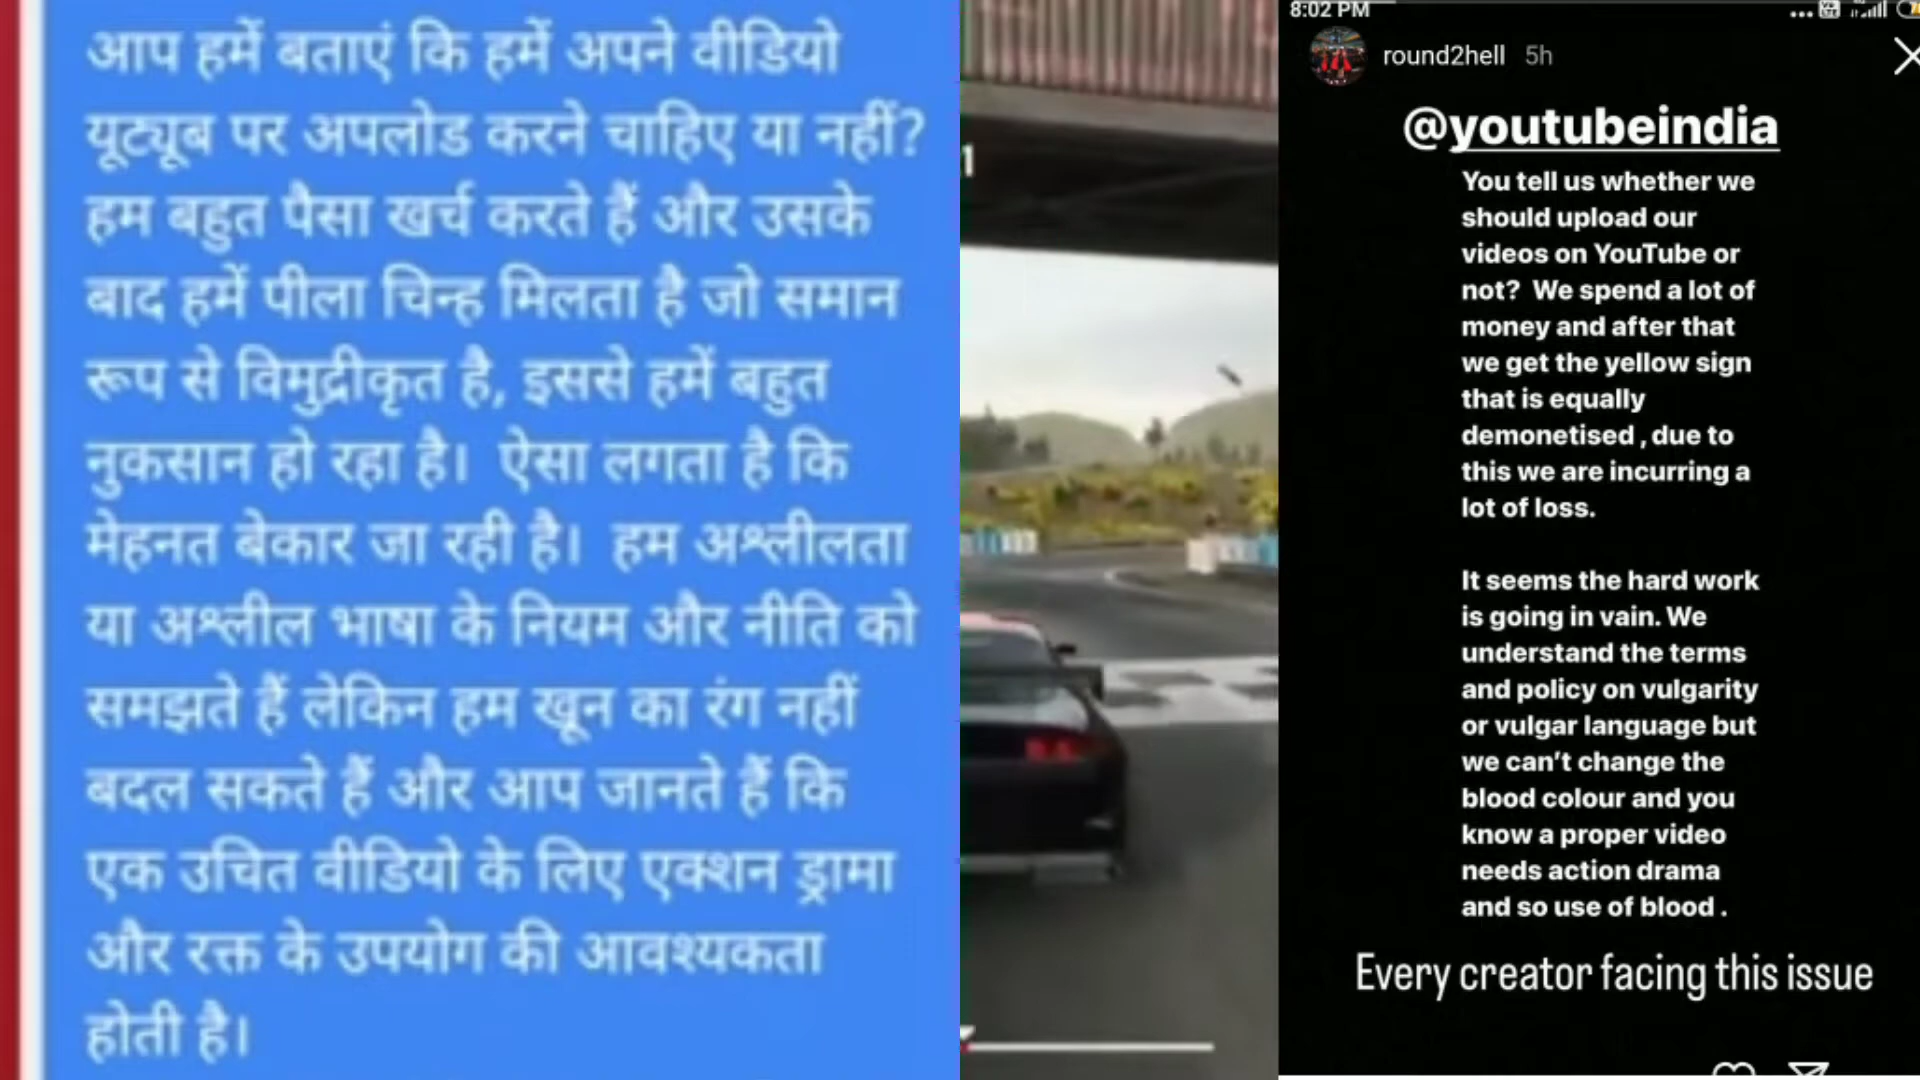 आप हमें बताएं कि हमें अपने वीडियो
यूट्यूब पर अपलोड करने चाहिए या नहीं?
हम बहुत पैसा खर्च करते हैं और उसके
बाद हमें पीला चिन्ह मिलता है जो समान
रूप से विमुद्रीकृत है, इससे हमें बहुत
नुकसान हो रहा है। ऐसा लगता है कि
मेहनत बेकार जा रही है। हम अश्लीलता
या अश्लील भाषा के नियम और नीति को
समझते हैं लेकिन हम खून का रंग नहीं
बदल सकते हैं और आप जानते हैं कि
एक उचित वीडियो के लिए एक्शन ड्रामा
और रक्त के उपयोग की आवश्यकता
होती है।
1
8:02 PM
round2hell 5h
@youtubeindia
You tell us whether we
should upload our
videos on YouTube or
not? We spend a lot of
money and after that
we get the yellow sign
that is equally
demonetised , due to
this we are incurring a
lot of loss.
It seems the hard work
is going in vain. We
understand the terms
and policy on vulgarity
or vulgar language but
we can't change the
blood colour and you
know a proper video
needs action drama
and so use of blood .
Every creator facing this issue